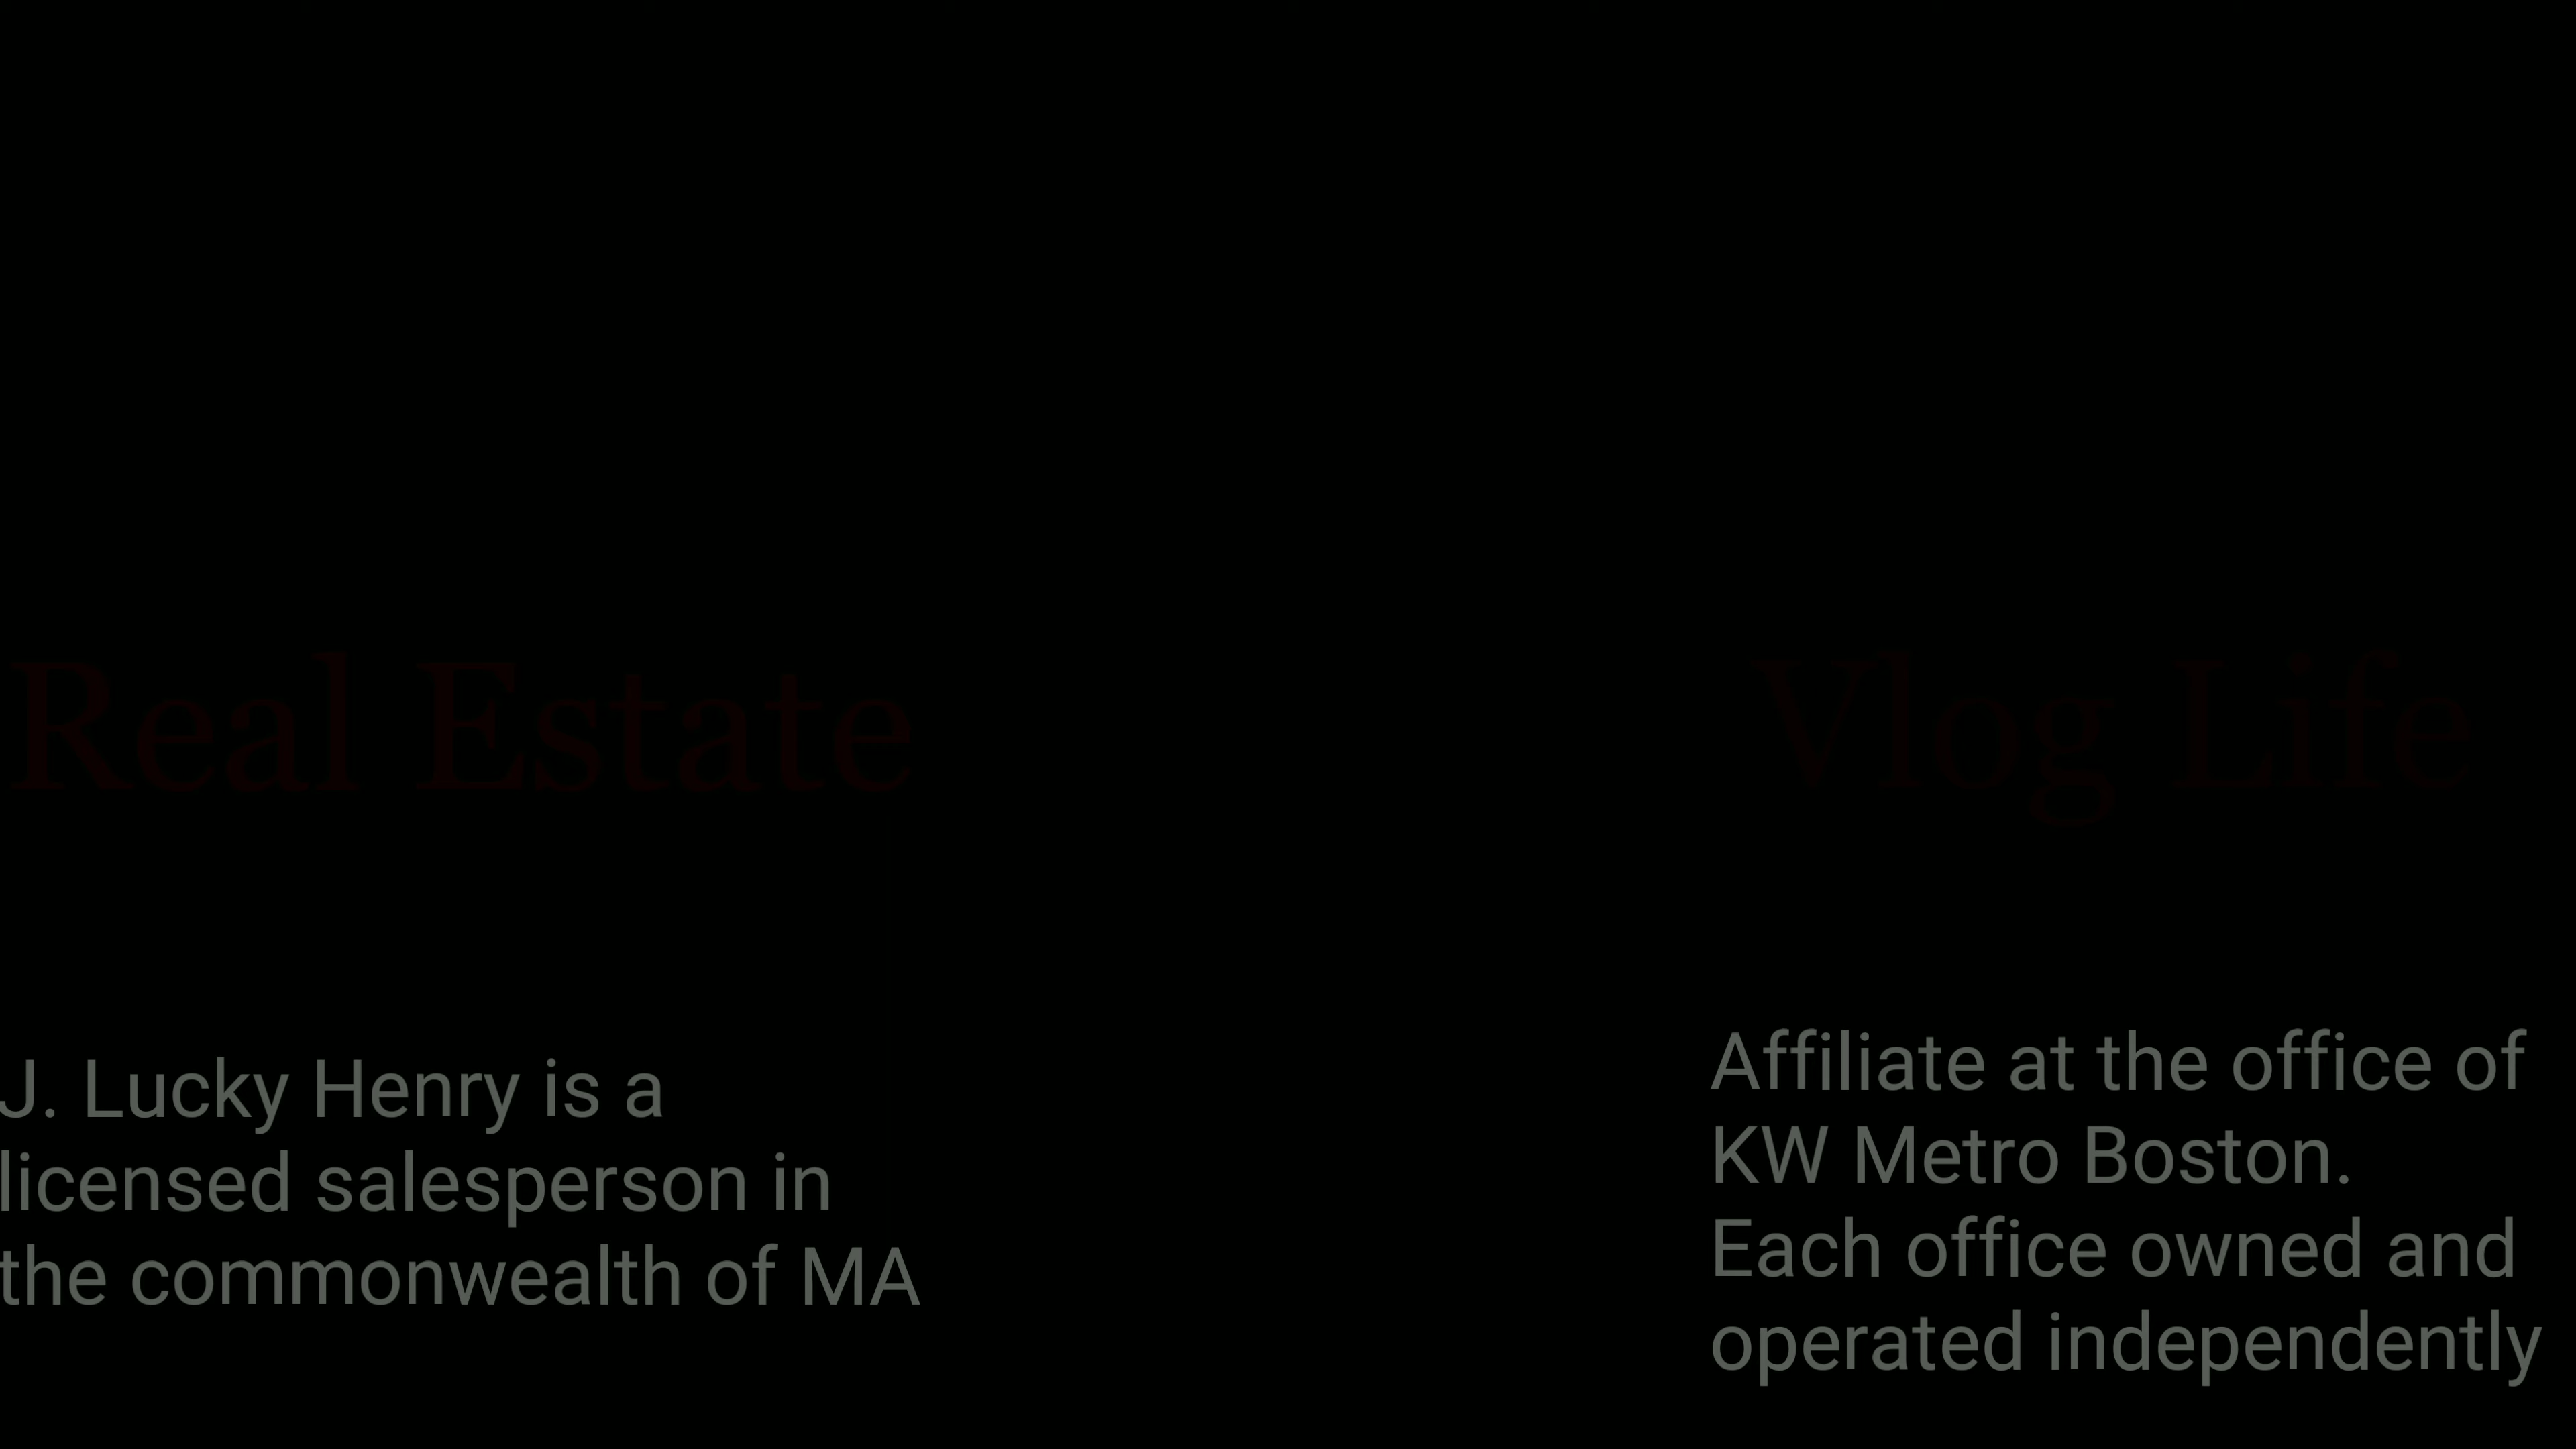 Real Estate
Vlog Life
J. Lucky Henry is a
licensed salesperson in
the commonwealth of MA
Affiliate at the office of
KW Metro Boston.
Each office owned and
operated independently